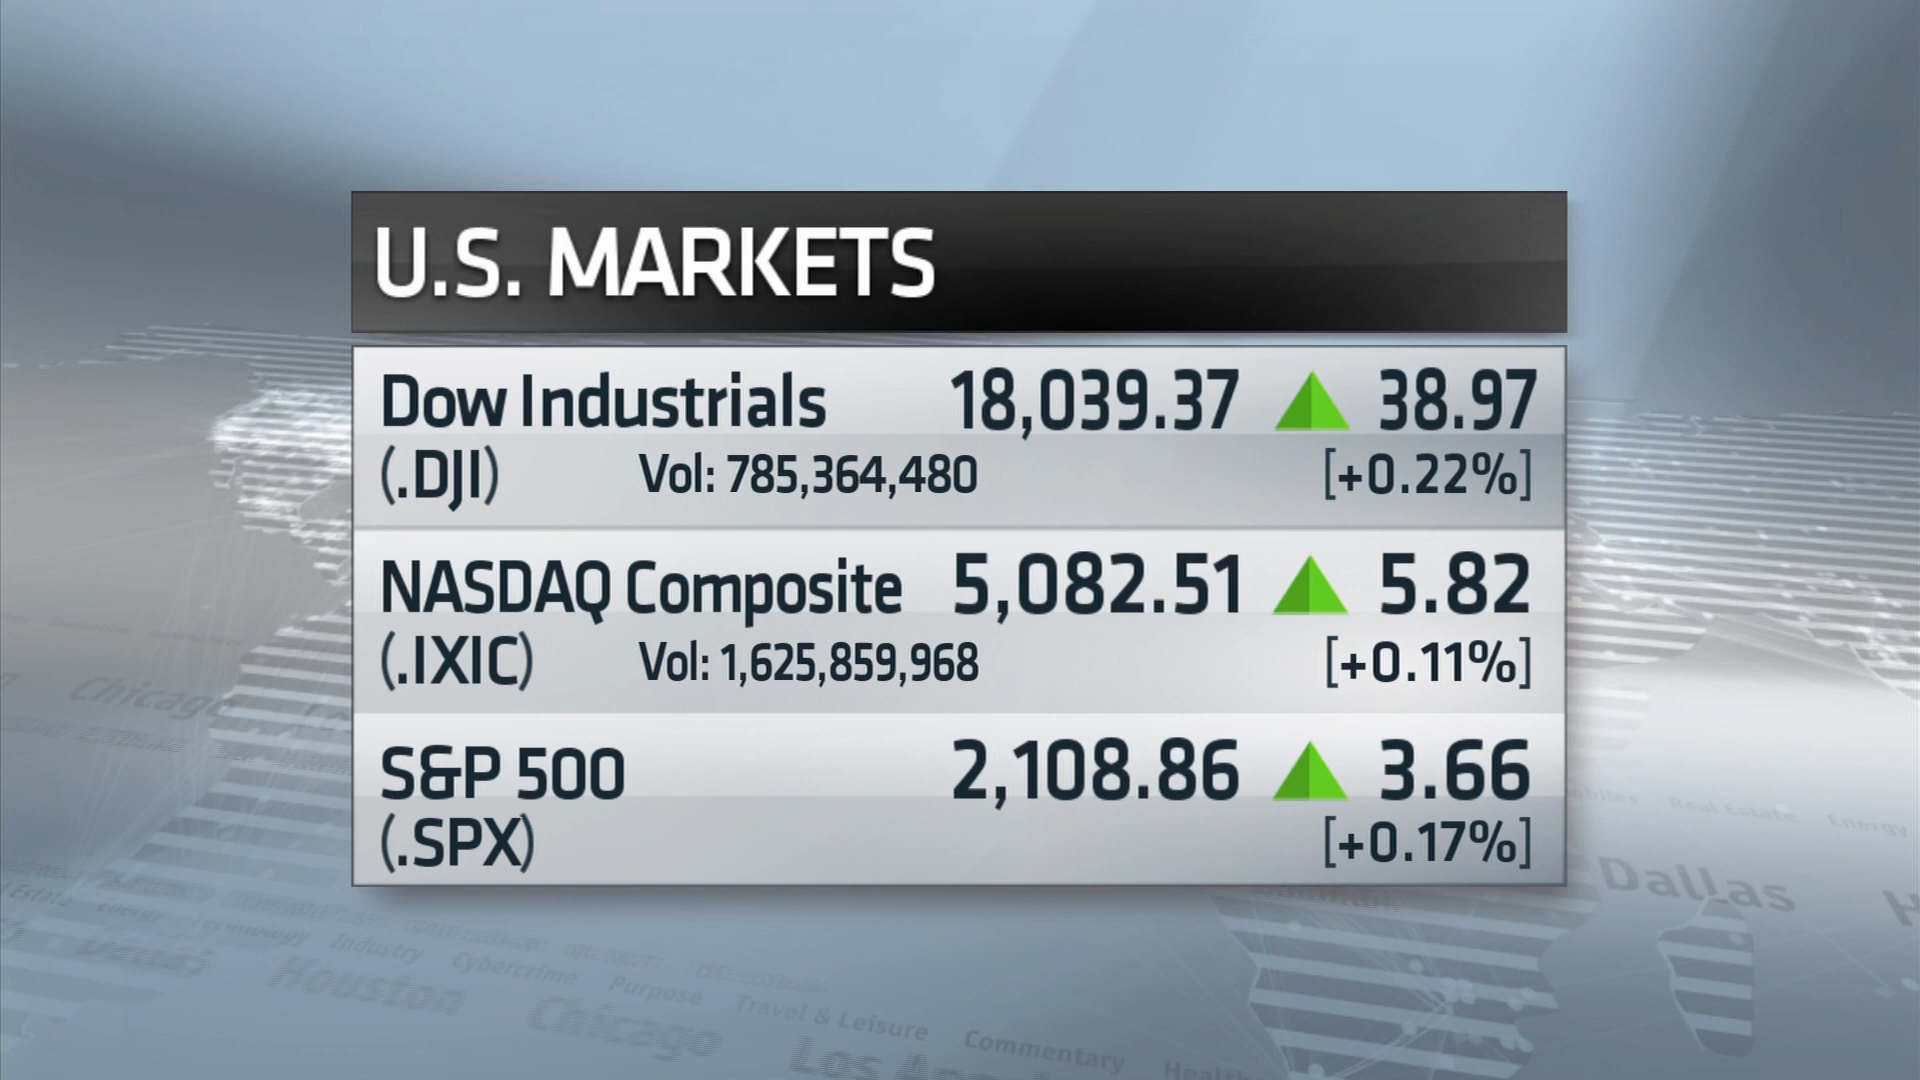 U.S. MARKETS
Dow Industrials 18,039.37 38.97
(.DJI) Vol: 785,364,480 [+0.22%]
NASDAQ Composite 5,082.51 5.82
(.IXIC) Vol: 1,625,859,968 [+0.11%]
S&P 500 2,108.86 3.66
(.SPX) [+0.17%]
Chicago
Real Estate Energy
Dallas
Industry Cybercrime Purpose Travel & Leisure Commentary Health
Houston Chicago